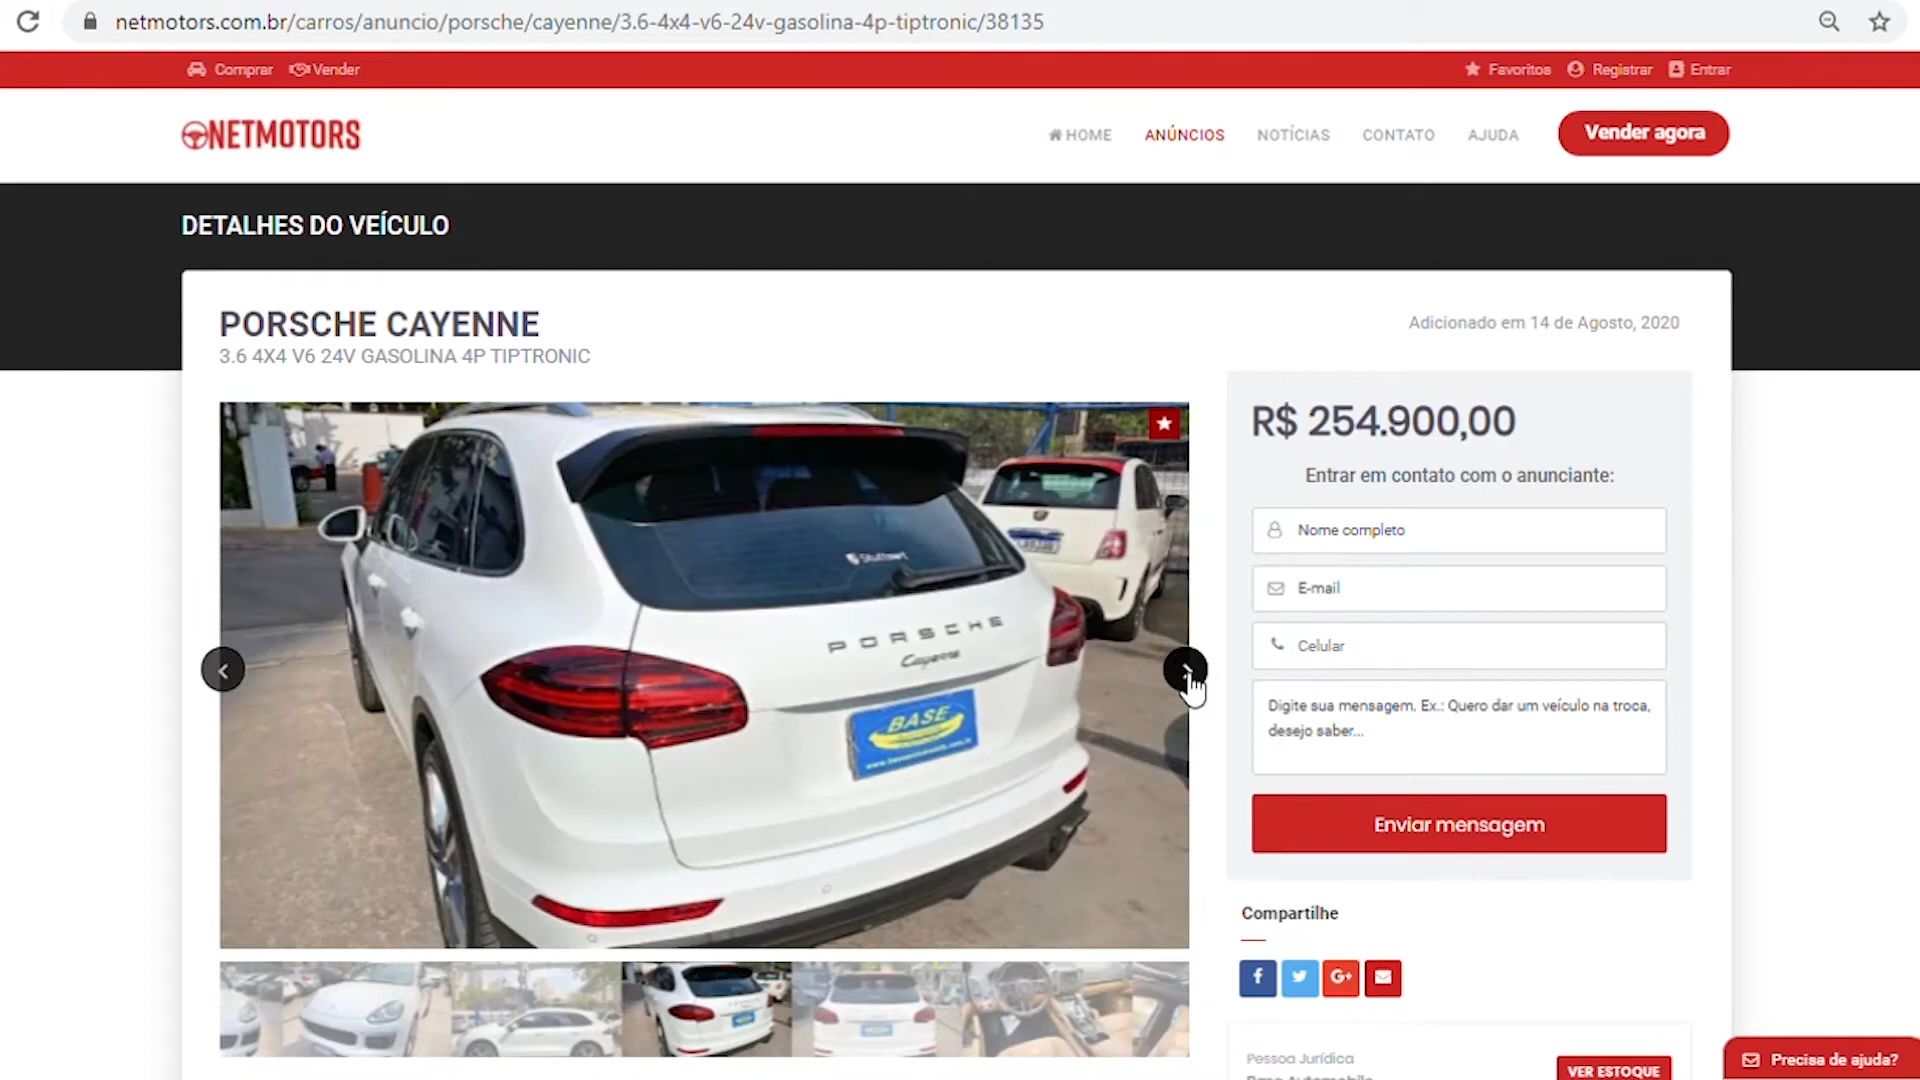 netmotors.com.br/carros/anuncio/porsche/cayenne/3.6-4x4-v6-24v-gasolina-4p-tiptronic/38135
Comprar
Vender
Favoritos
Registrar
Entrar
NETMOTORS
HOME
ANÚNCIOS
NOTÍCIAS
CONTATO
AJUDA
Vender agora
DETALHES DO VEÍCULO
PORSCHE CAYENNE
Adicionado em 14 de Agosto, 2020
3.6 4X4 V6 24V GASOLINA 4P TIPTRONIC
Stuttgart
PORSCHE
Cayenne
BASE
R$ 254.900,00
Entrar em contato com o anunciante:
Nome completo
E-mail
Celular
Digite sua mensagem. Ex.: Quero dar um veículo na troca,
desejo saber...
Enviar mensagem
Compartilhe
Pessoa Jurídica
VER ESTOQUE
Precisa de ajuda?